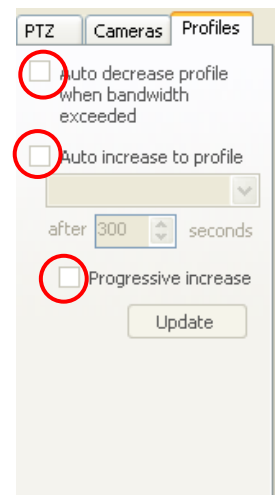 PTZ Cameras Profiles
Auto decrease profile
when bandwidth
exceeded
Auto increase to profile
after 300 seconds
Progressive increase
Update